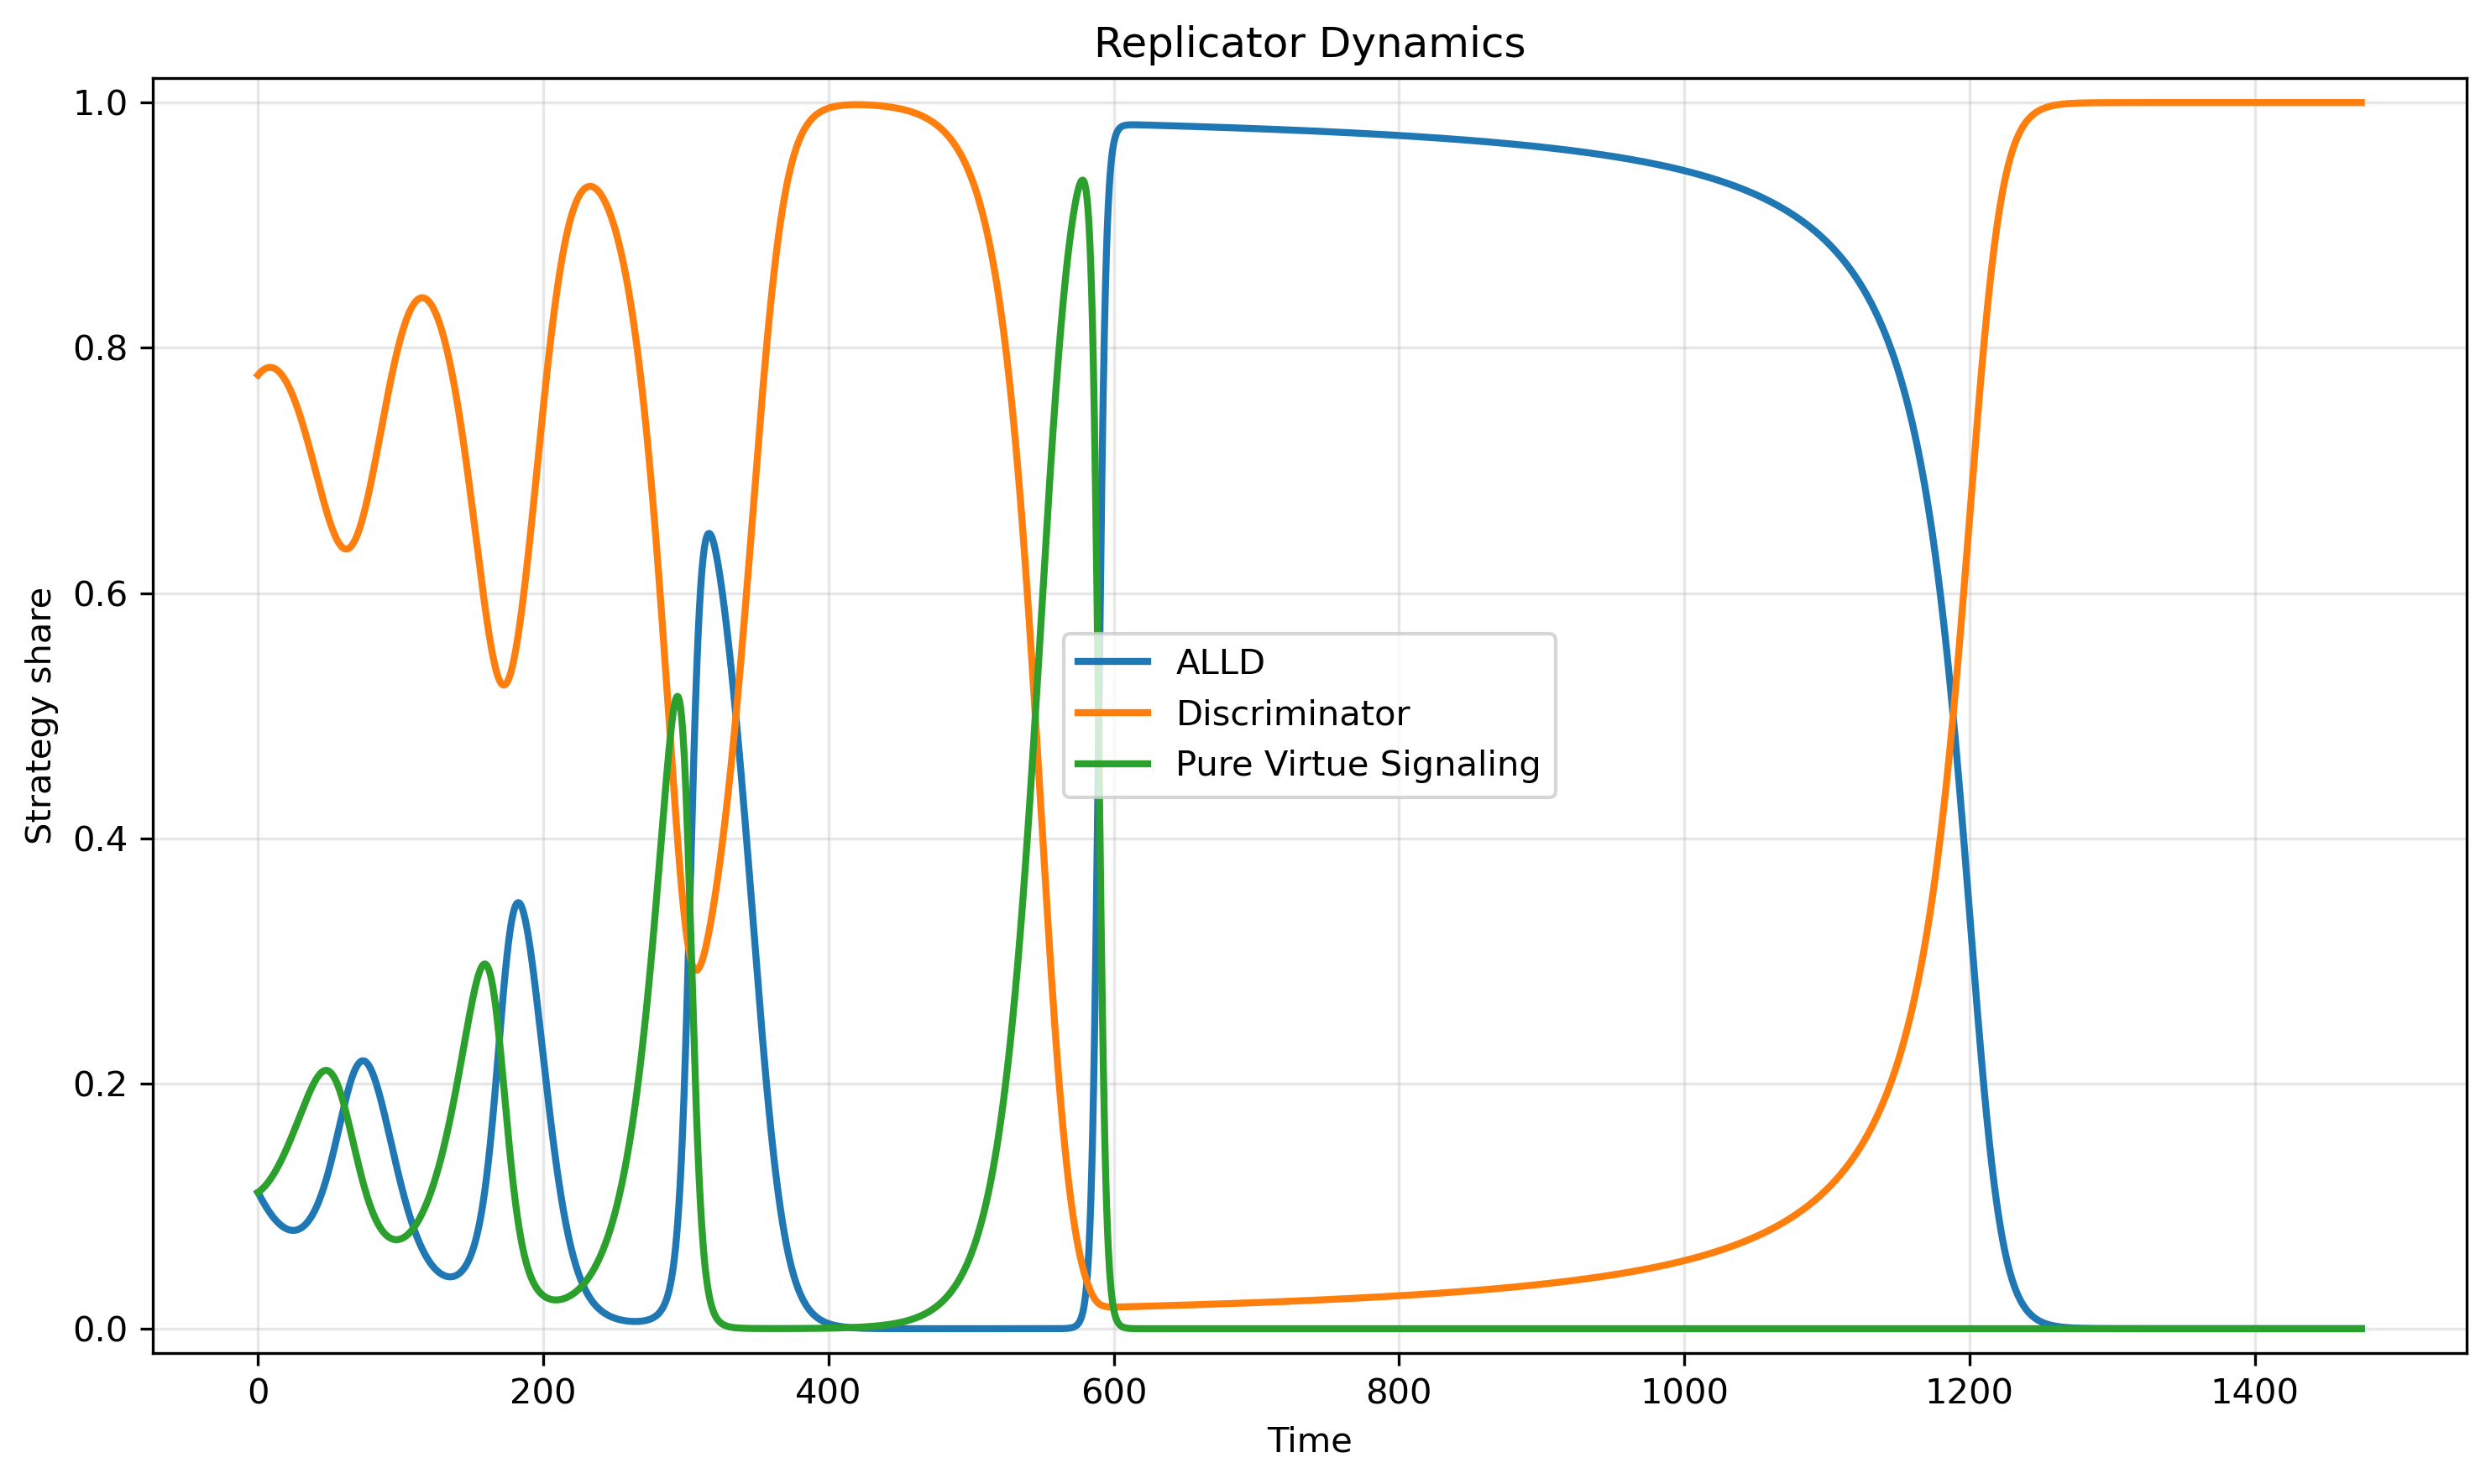 Replicator Dynamics
Strategy share
1.0
0.8
0.6
0.4
0.2
0.0
ALLD
Discriminator
Pure Virtue Signaling
0 200 400 600 800 1000 1200 1400
Time